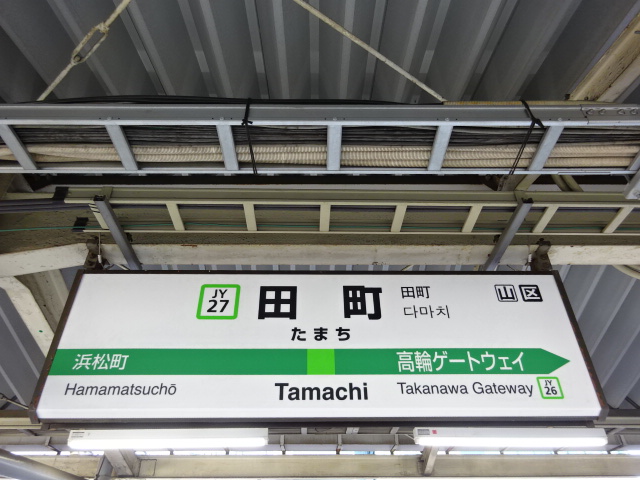 JY
27
田町
田町
다마치
山区
たまち
浜松町
高輪ゲートウェイ
Hamamatsuchō
Tamachi
Takanawa Gateway
JY
26